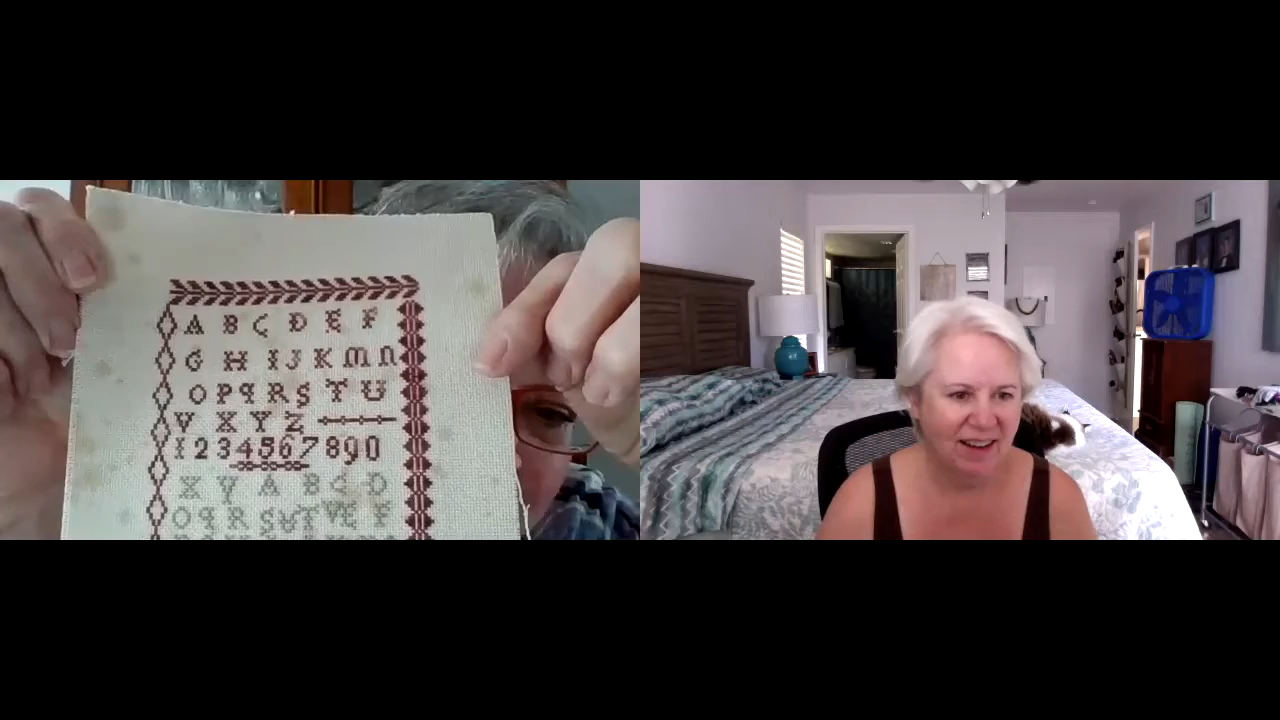 A B C D E F
G H I J K M N
O P Q R S T U
V X Y Z
1 2 3 4 5 6 7 8 9 0
X Y A B C D
O Q R S